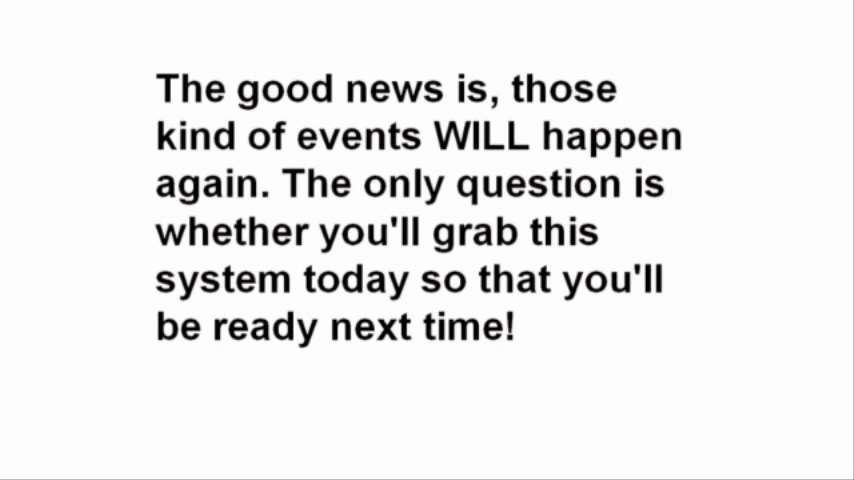 The good news is, those
kind of events WILL happen
again. The only question is
whether you'll grab this
system today so that you'll
be ready next time!